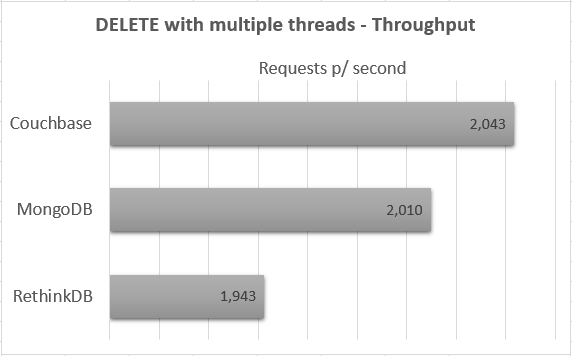 DELETE with multiple threads - Throughput
Requests p/ second
Couchbase 2,043
MongoDB 2,010
RethinkDB 1,943